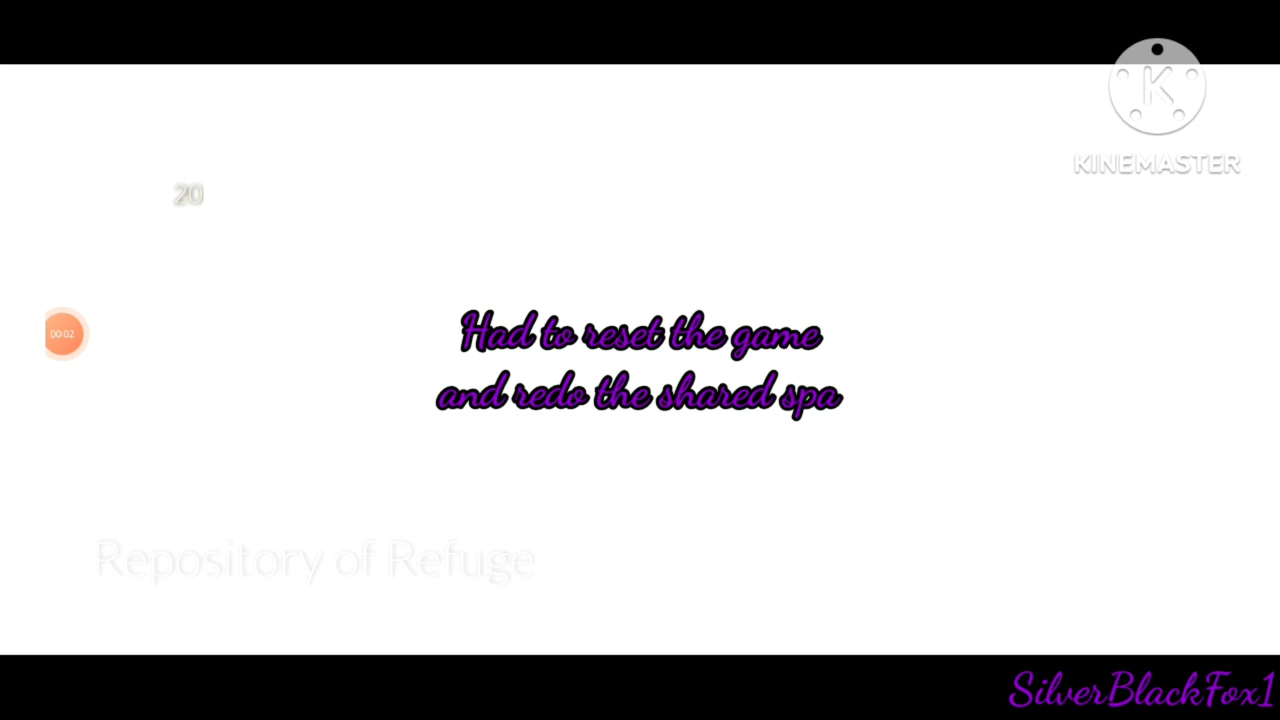 K
KINEMASTER
20
00:02
Had to reset the game
and redo the shared spa
Repository of Refuge
SilverBlackFox1